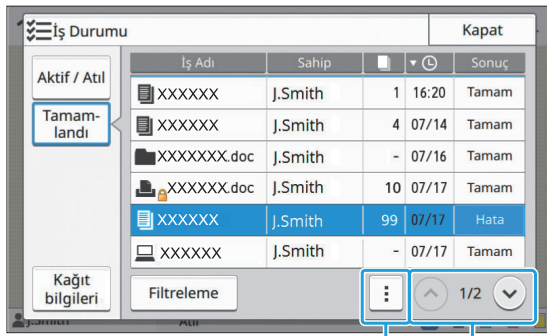 İş Durumu
Kapat
Aktif / Atıl
Tamam-
landı
İş Adı Sahip Sonuç
XXXXXX J.Smith 1 16:20 Tamam
XXXXXX J.Smith 4 07/14 Tamam
XXXXXXX.doc J.Smith - 07/16 Tamam
XXXXXX.doc J.Smith 10 07/17 Tamam
XXXXXX J.Smith 99 07/17 Hata
XXXXXX J.Smith - 07/17 Tamam
Kağıt
bilgileri
Filtreleme
1/2
J.Smith Atıl